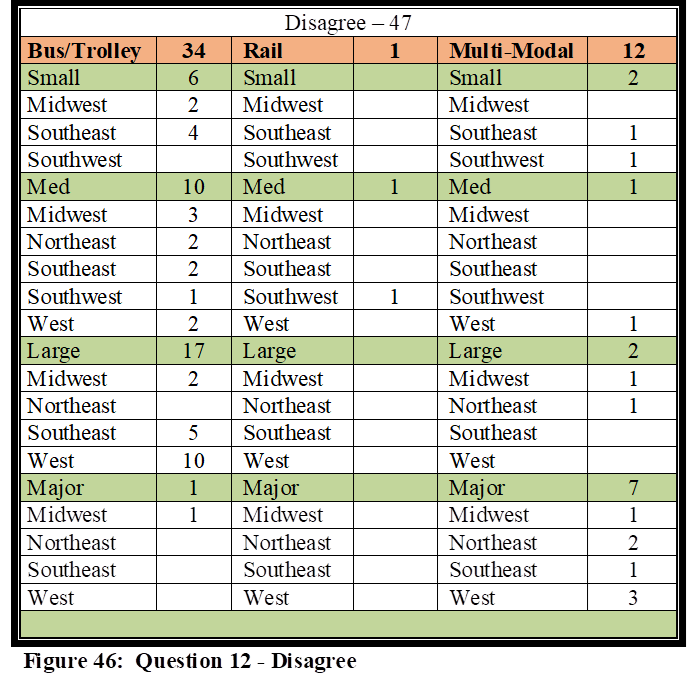 Disagree – 47
Bus/Trolley 34 Rail 1 Multi-Modal 12
Small 6 Small Small 2
Midwest 2 Midwest Midwest
Southeast 4 Southeast Southeast 1
Southwest Southwest Southwest 1
Med 10 Med 1 Med 1
Midwest 3 Midwest Midwest
Northeast 2 Northeast Northeast
Southeast 2 Southeast Southeast
Southwest 1 Southwest 1 Southwest
West 2 West West 1
Large 17 Large Large 2
Midwest 2 Midwest Midwest 1
Northeast Northeast Northeast 1
Southeast 5 Southeast Southeast
West 10 West West
Major 1 Major Major 7
Midwest 1 Midwest Midwest 1
Northeast Northeast Northeast 2
Southeast Southeast Southeast 1
West West West 3
Figure 46: Question 12 - Disagree